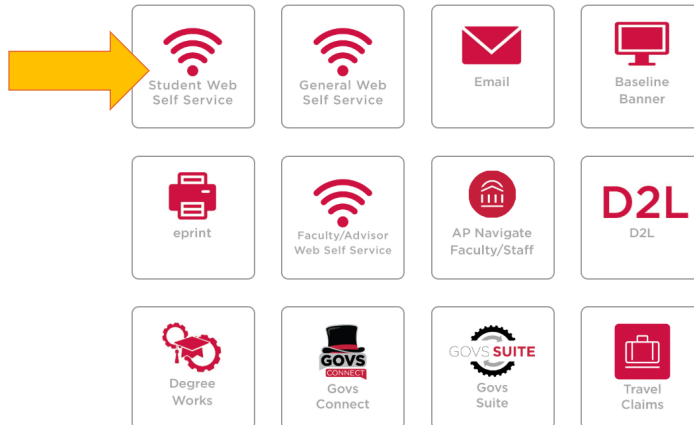 Student Web
Self Service
General Web
Self Service
Email
Baseline
Banner
eprint
Faculty/Advisor
Web Self Service
AP Navigate
Faculty/Staff
D2L
D2L
Degree
Works
GOVS
CONNECT
Govs
Connect
GOVS SUITE
Govs
Suite
Travel
Claims